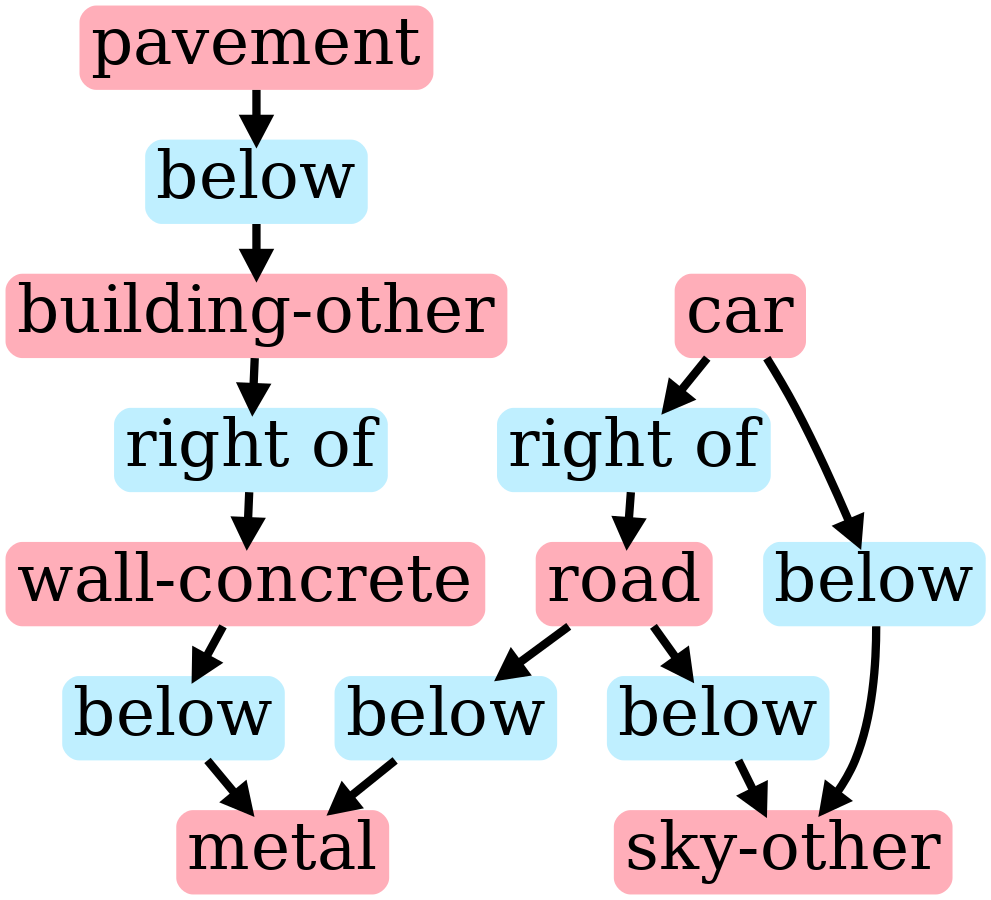 pavement
below
building-other
car
right of
right of
wall-concrete
road
below
below
below
below
metal
sky-other